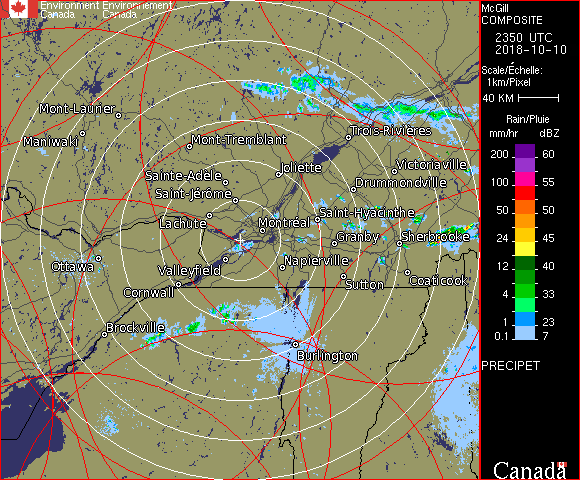 Environment Environnement
Canada Canada
McGill
COMPOSITE
2350 UTC
2018-10-10
Scale/Échelle:
1km/Pixel
40 KM
Rain/Pluie
mm/hr dBZ
200 60
100 55
50 50
24 45
12 40
4 33
1 23
0.1 7
PRECIPET
Canada
Mont-Laurier
Maniwaki
Mont-Tremblant
Trois-Rivières
Joliette
Victoriaville
Sainte-Adèle
Drummondville
Saint-Jérôme
Saint-Hyacinthe
Lachute
Montréal
Granby
Sherbrooke
Ottawa
Valleyfield
Napierville
Cornwall
Sutton
Coaticook
Brockville
Burlington